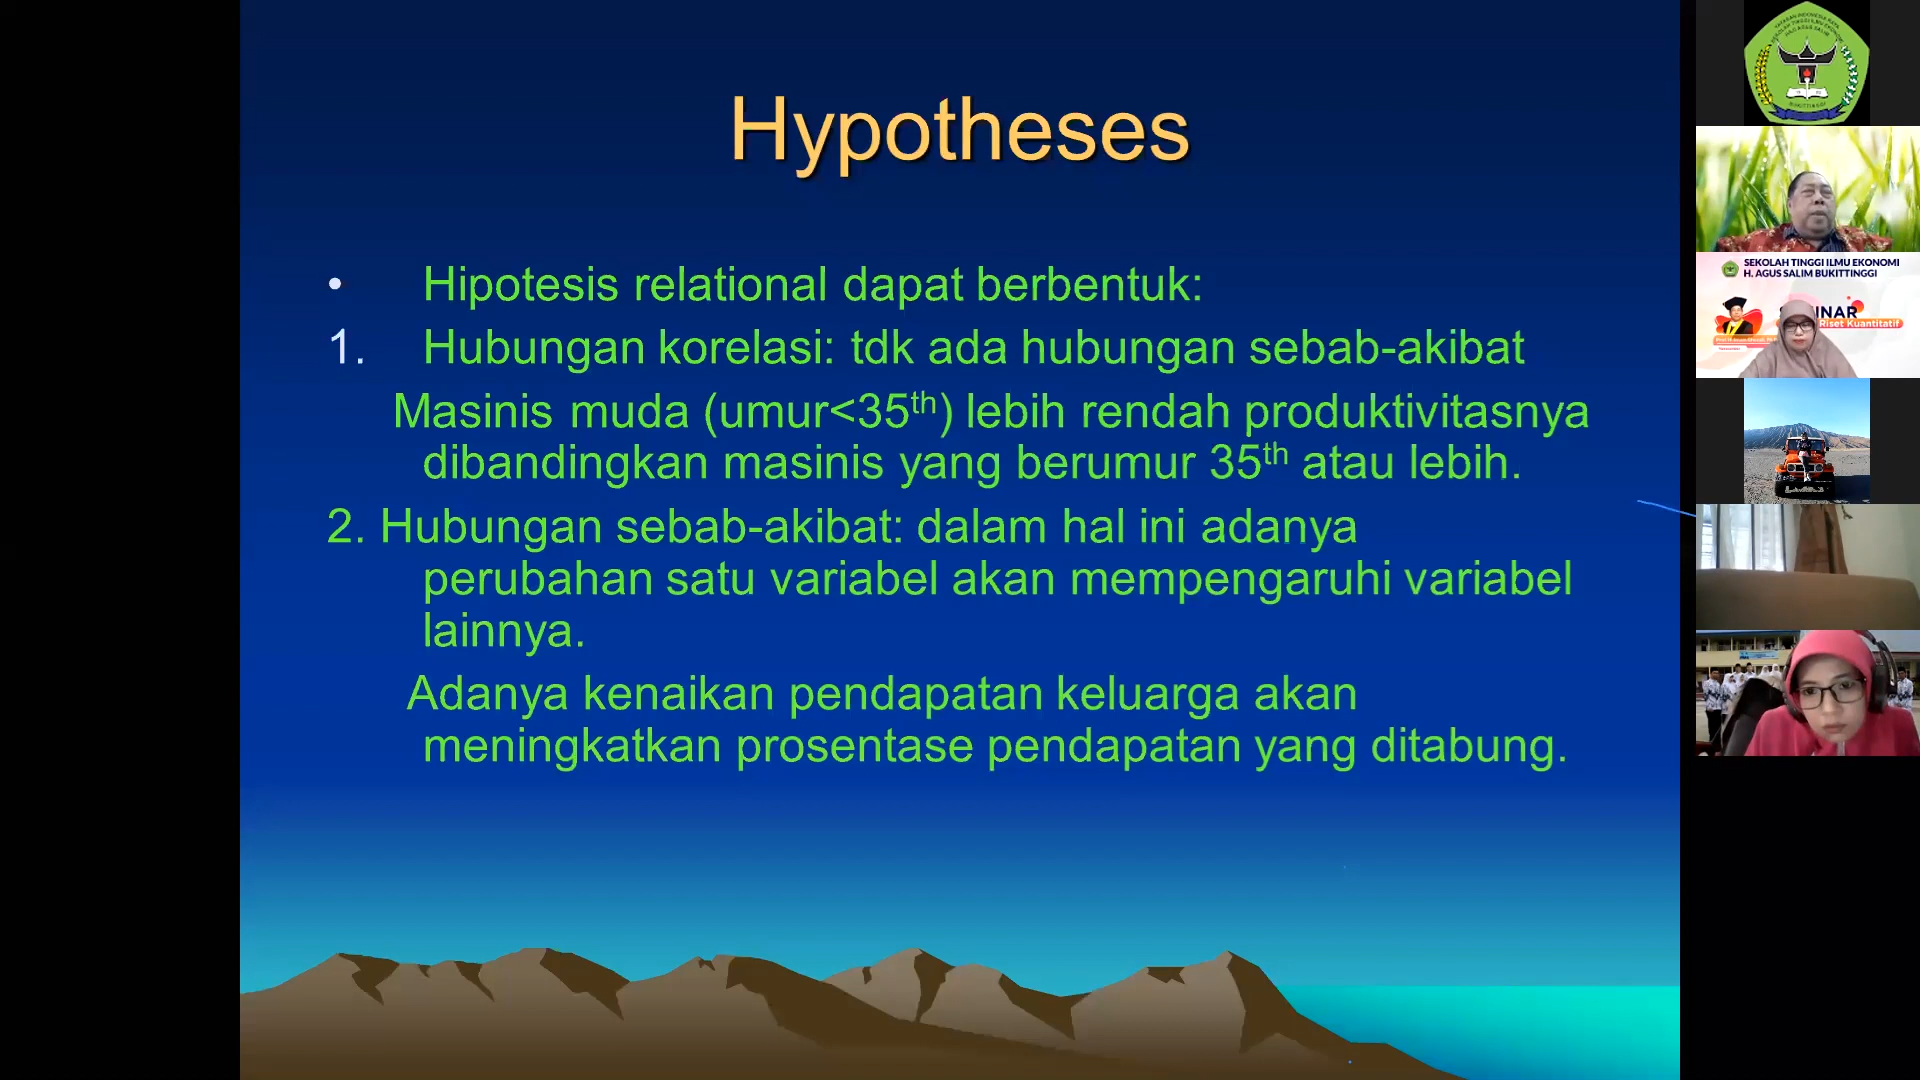 Hypotheses
• Hipotesis relational dapat berbentuk:
1. Hubungan korelasi: tdk ada hubungan sebab-akibat
Masinis muda (umur<35th) lebih rendah produktivitasnya
dibandingkan masinis yang berumur 35th atau lebih.
2. Hubungan sebab-akibat: dalam hal ini adanya
perubahan satu variabel akan mempengaruhi variabel
lainnya.
Adanya kenaikan pendapatan keluarga akan
meningkatkan prosentase pendapatan yang ditabung.
SEKOLAH TINGGI ILMU EKONOMI
H. AGUS SALIM BUKITTINGGI
INAR
Riset Kuantitatif